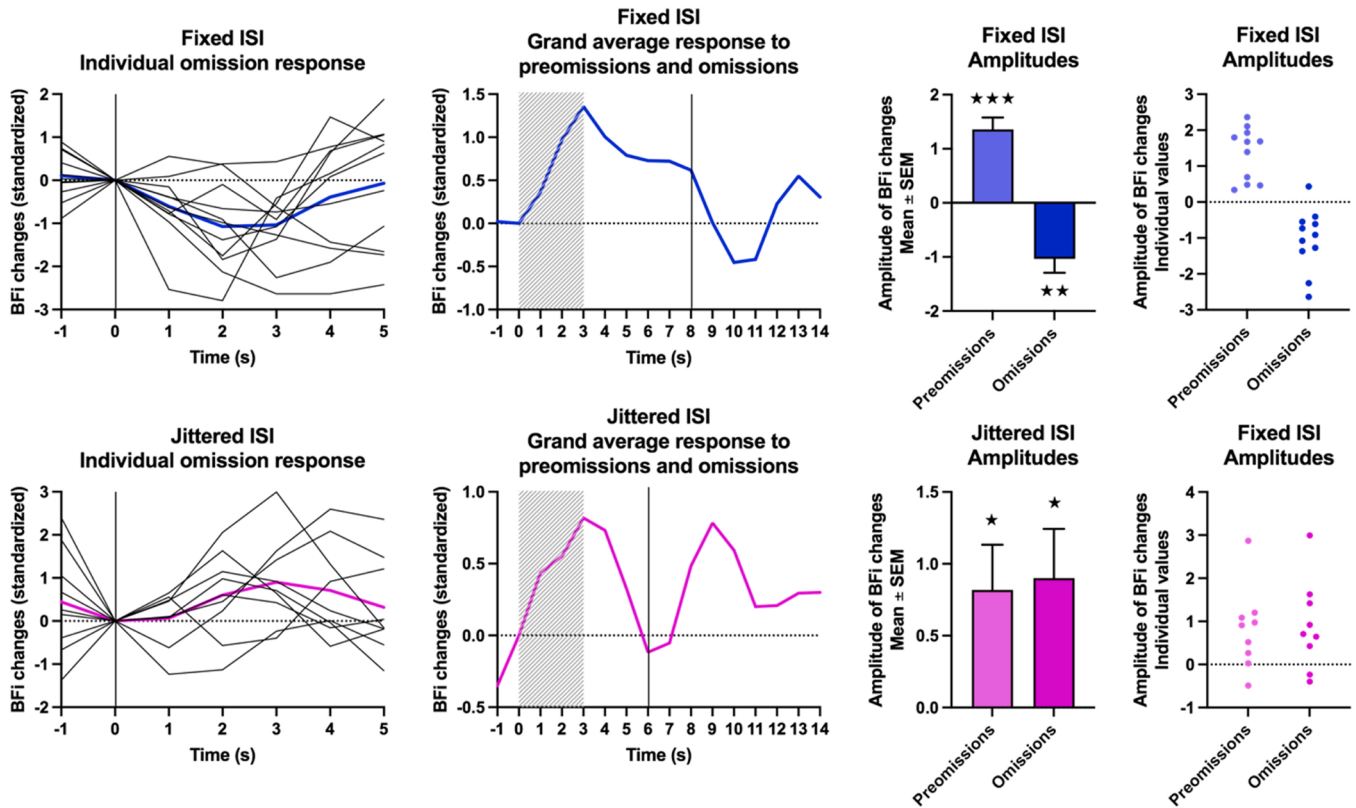 Fixed ISI
Individual omission response
BFi changes (standardized)
2
1
0
-1
-2
-3
-1 0 1 2 3 4 5
Time (s)
Fixed ISI
Grand average response to
preomissions and omissions
BFi changes (standardized)
1.5
1.0
0.5
0.0
-0.5
-1.0
-1 0 1 2 3 4 5 6 7 8 9 10 11 12 13 14
Time (s)
Fixed ISI
Amplitudes
Amplitude of BFi changes
Mean ± SEM
2
1
0
-1
-2
★★★
★★
Preomissions
Omissions
Fixed ISI
Amplitudes
Amplitude of BFi changes
Individual values
3
2
1
0
-1
-2
-3
Preomissions
Omissions
Jittered ISI
Individual omission response
BFi changes (standardized)
3
2
1
0
-1
-2
-1 0 1 2 3 4 5
Time (s)
Jittered ISI
Grand average response to
preomissions and omissions
BFi changes (standardized)
1.0
0.5
0.0
-0.5
-1 0 1 2 3 4 5 6 7 8 9 10 11 12 13 14
Time (s)
Jittered ISI
Amplitudes
Amplitude of BFi changes
Mean ± SEM
1.5
1.0
0.5
0.0
★
★
Preomissions
Omissions
Fixed ISI
Amplitudes
Amplitude of BFi changes
Individual values
4
3
2
1
0
-1
Preomissions
Omissions